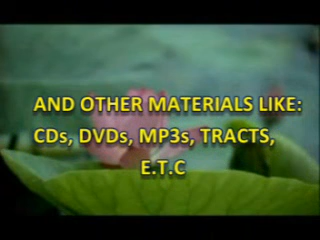 AND OTHER MATERIALS LIKE:
CDs, DVDs, MP3s, TRACTS,
E.T.C